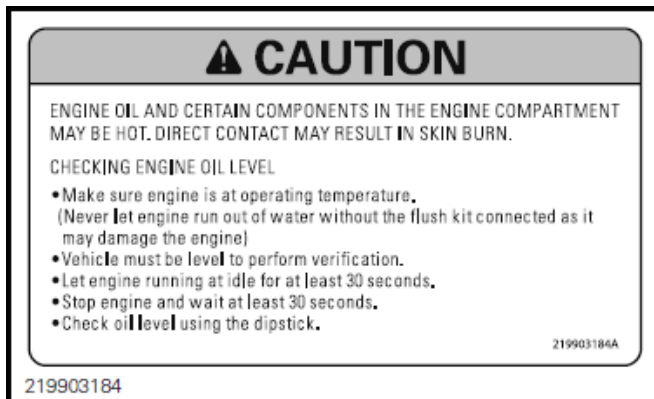 CAUTION
ENGINE OIL AND CERTAIN COMPONENTS IN THE ENGINE COMPARTMENT
MAY BE HOT. DIRECT CONTACT MAY RESULT IN SKIN BURN.
CHECKING ENGINE OIL LEVEL
•Make sure engine is at operating temperature.
(Never let engine run out of water without the flush kit connected as it
may damage the engine)
•Vehicle must be level to perform verification.
•Let engine running at idle for at least 30 seconds.
•Stop engine and wait at least 30 seconds.
•Check oil level using the dipstick.
219903184A
219903184